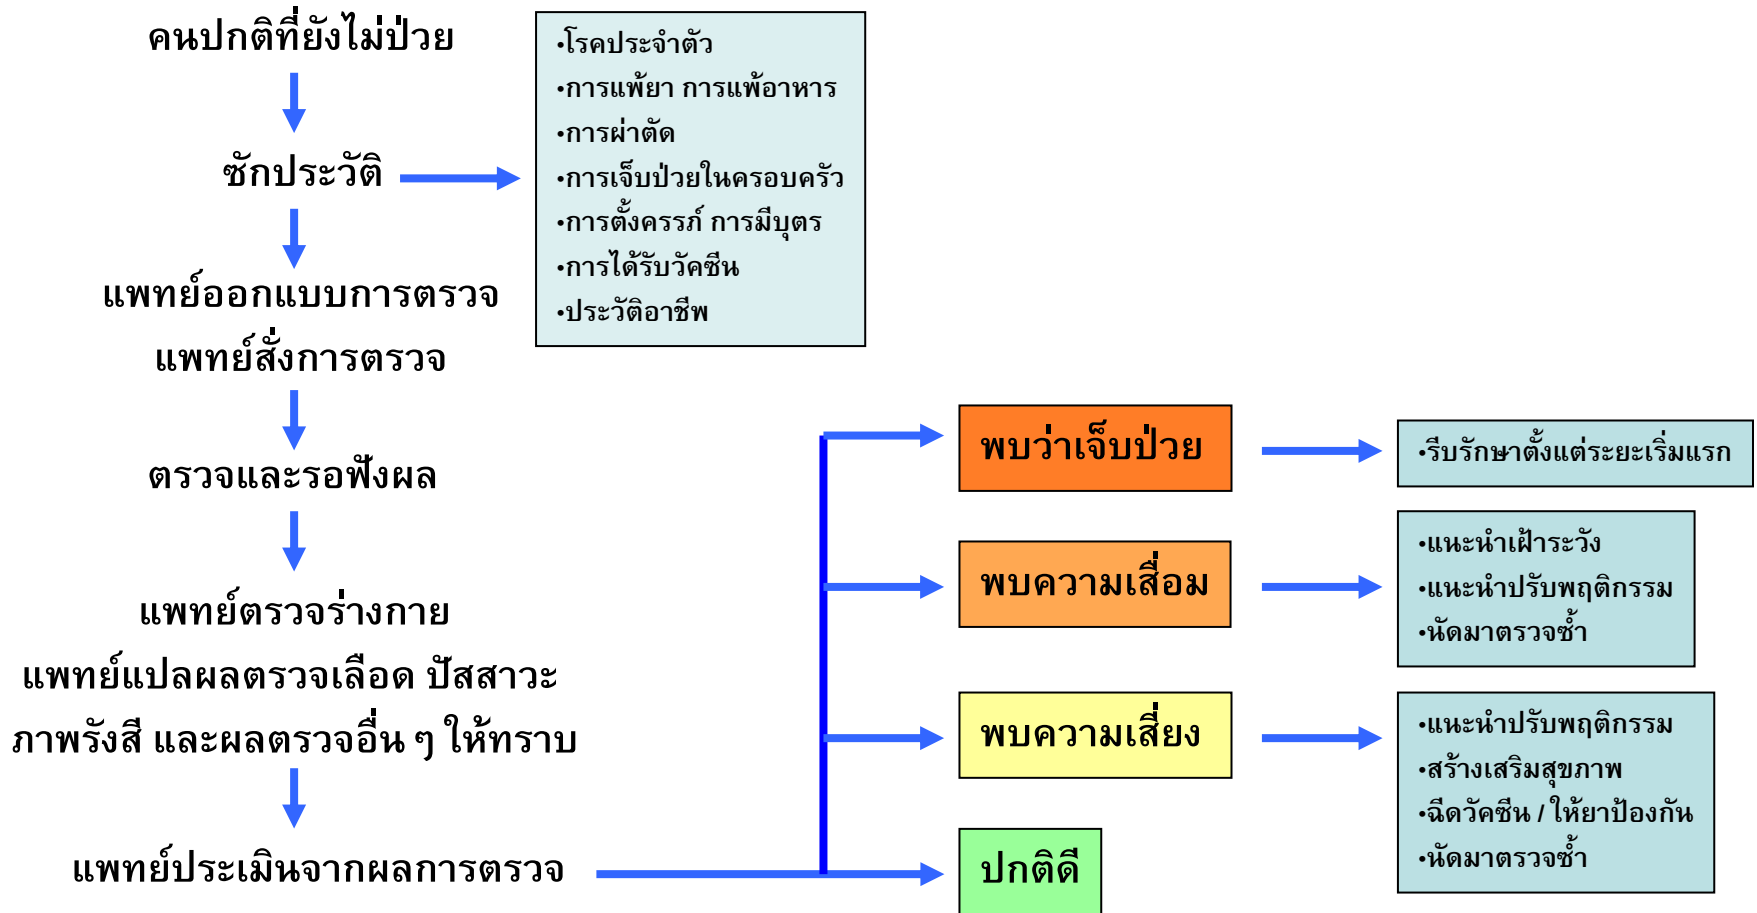 คนปกติที่ยังไม่ป่วย
ซักประวัติ
•โรคประจำตัว
•การแพ้ยา การแพ้อาหาร
•การผ่าตัด
•การเจ็บป่วยในครอบครัว
•การตั้งครรภ์ การมีบุตร
•การได้รับวัคซีน
•ประวัติอาชีพ
แพทย์ออกแบบการตรวจ
แพทย์สั่งการตรวจ
ตรวจและรอฟังผล
แพทย์ตรวจร่างกาย
แพทย์แปลผลตรวจเลือด ปัสสาวะ
ภาพรังสี และผลตรวจอื่น ๆ ให้ทราบ
แพทย์ประเมินจากผลการตรวจ
พบว่าเจ็บป่วย
•รีบรักษาตั้งแต่ระยะเริ่มแรก
พบความเสื่อม
•แนะนำเฝ้าระวัง
•แนะนำปรับพฤติกรรม
•นัดมาตรวจซ้ำ
พบความเสี่ยง
•แนะนำปรับพฤติกรรม
•สร้างเสริมสุขภาพ
•ฉีดวัคซีน / ให้ยาป้องกัน
•นัดมาตรวจซ้ำ
ปกติดี